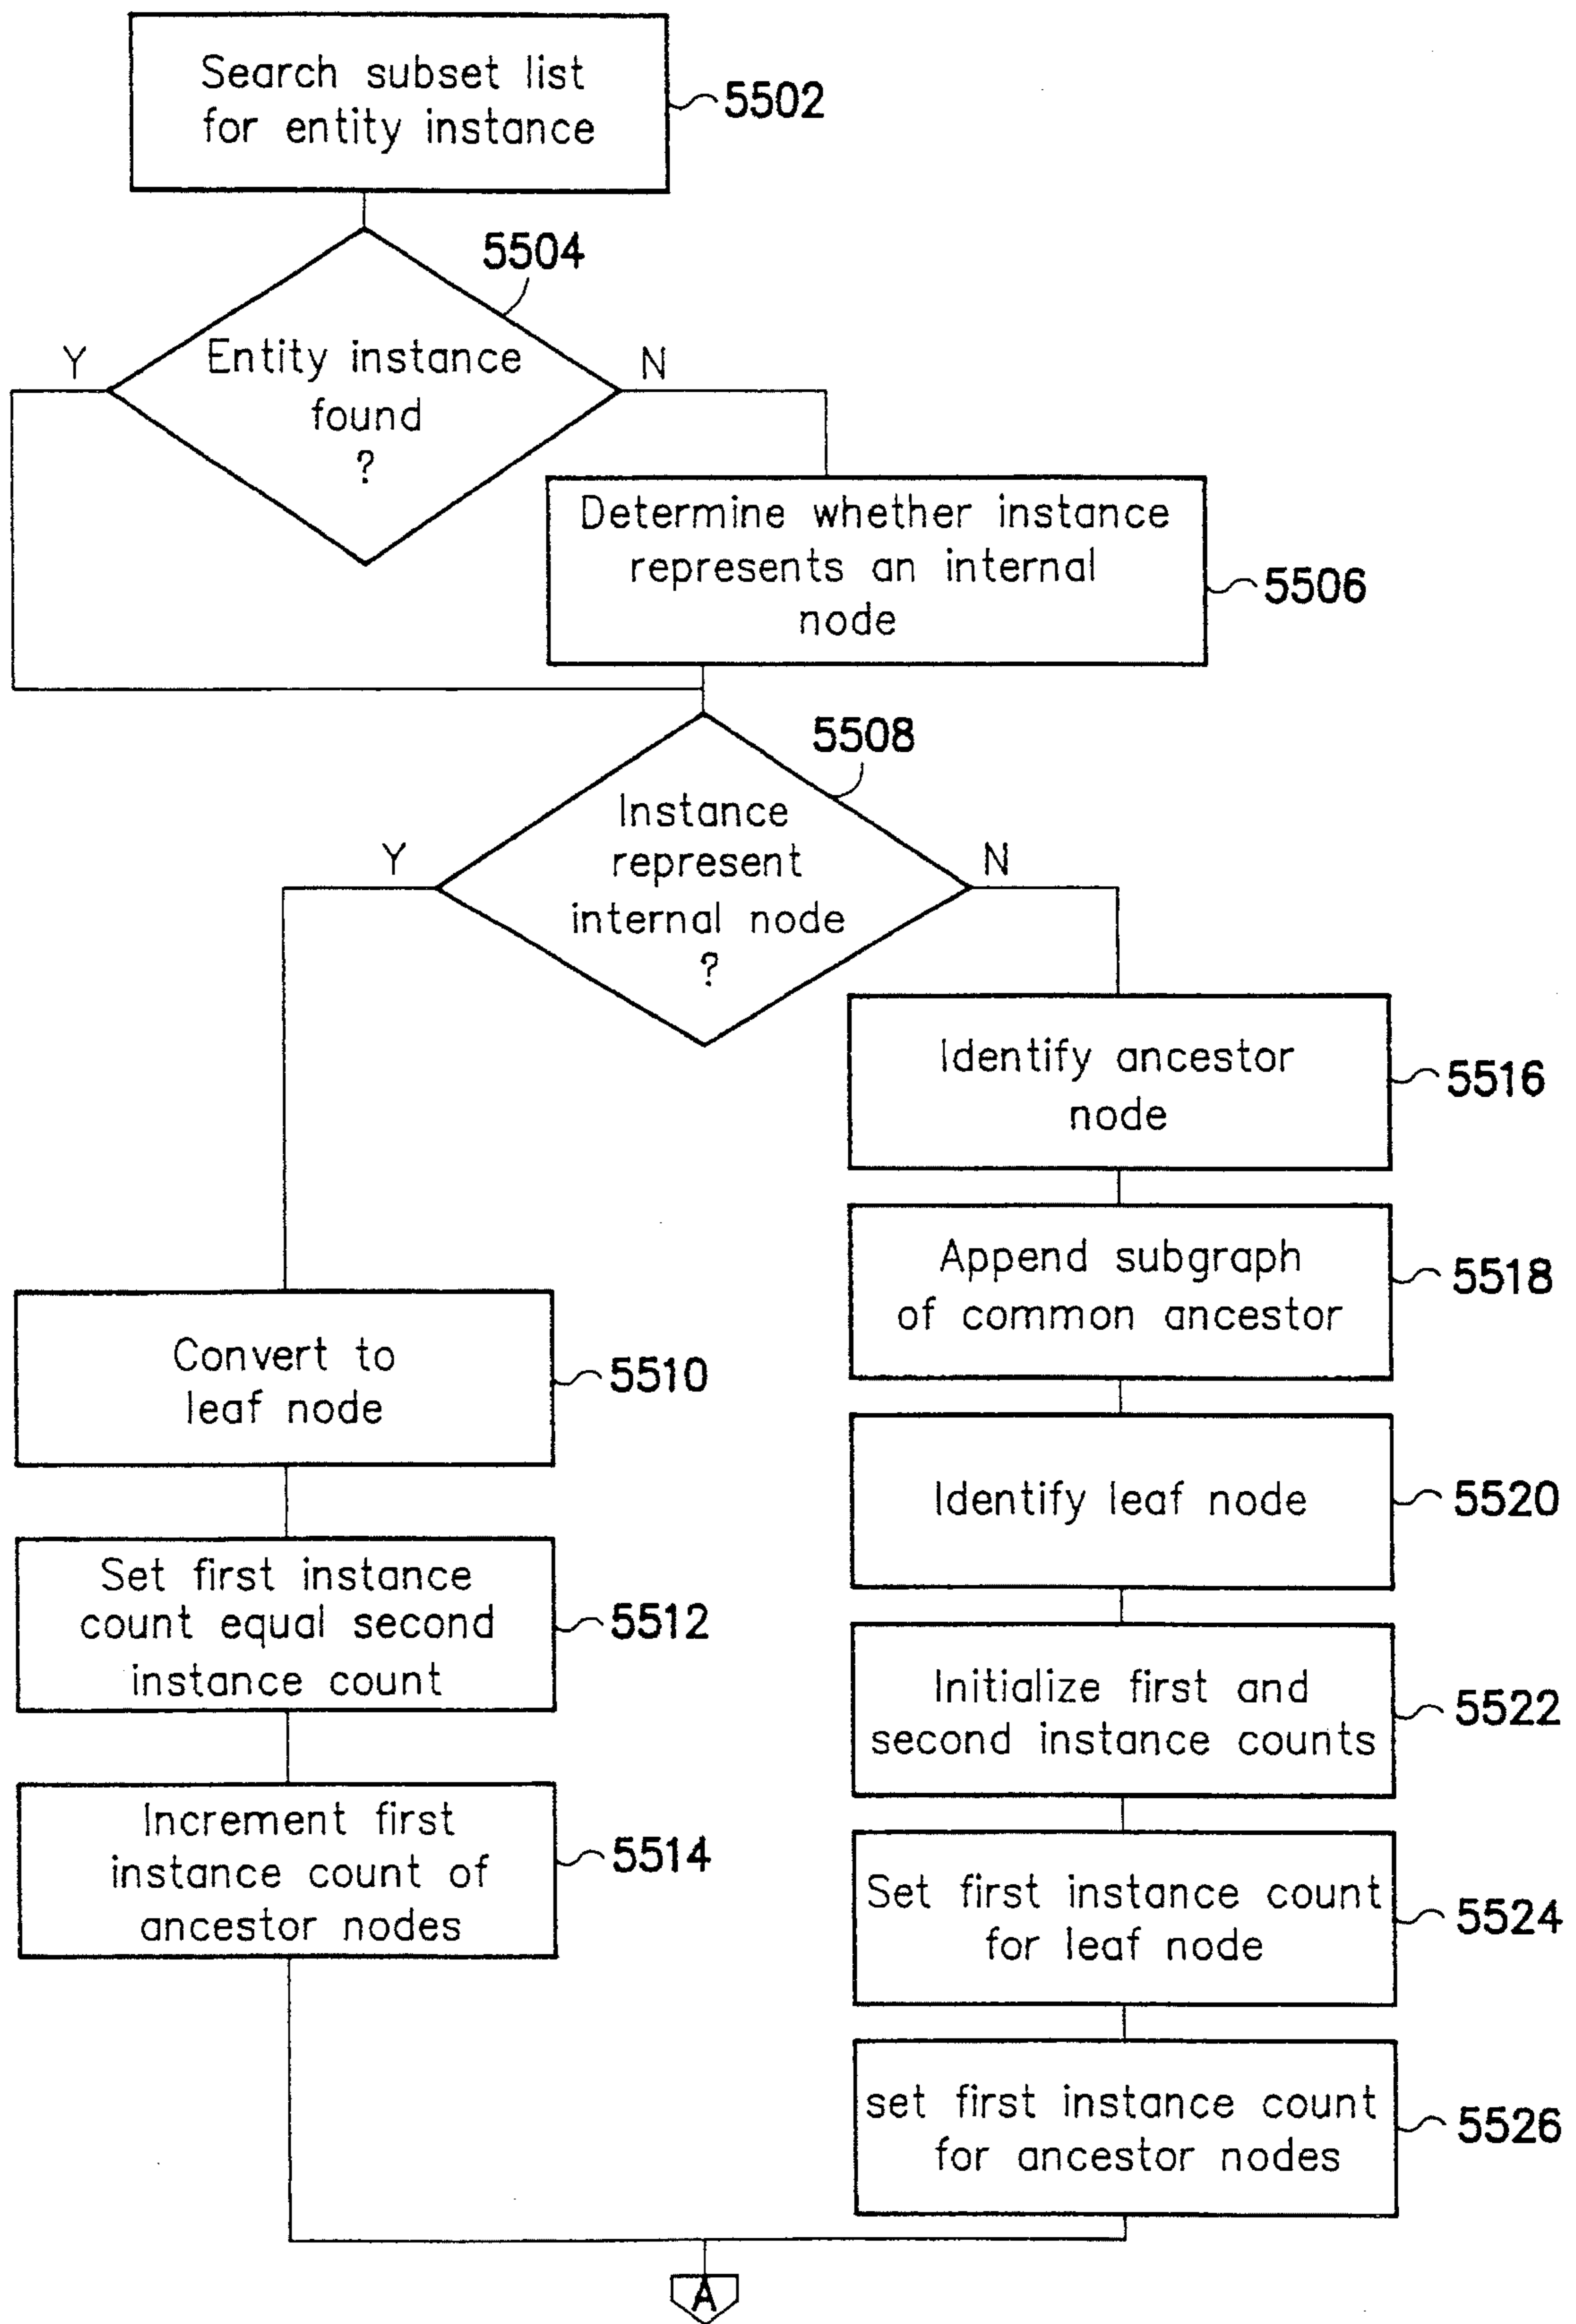 Search subset list
for entity instance
5502
5504
Y
Entity instance
found
?
N
Determine whether instance
represents an internal
node
5506
5508
Y
Instance
represent
internal node
?
N
Identify ancestor
node
5516
Append subgraph
of common ancestor
5518
Convert to
leaf node
5510
Identify leaf node
5520
Set first instance
count equal second
instance count
5512
Initialize first and
second instance counts
5522
Increment first
instance count of
ancestor nodes
5514
Set first instance count
for leaf node
5524
set first instance count
for ancestor nodes
5526
A